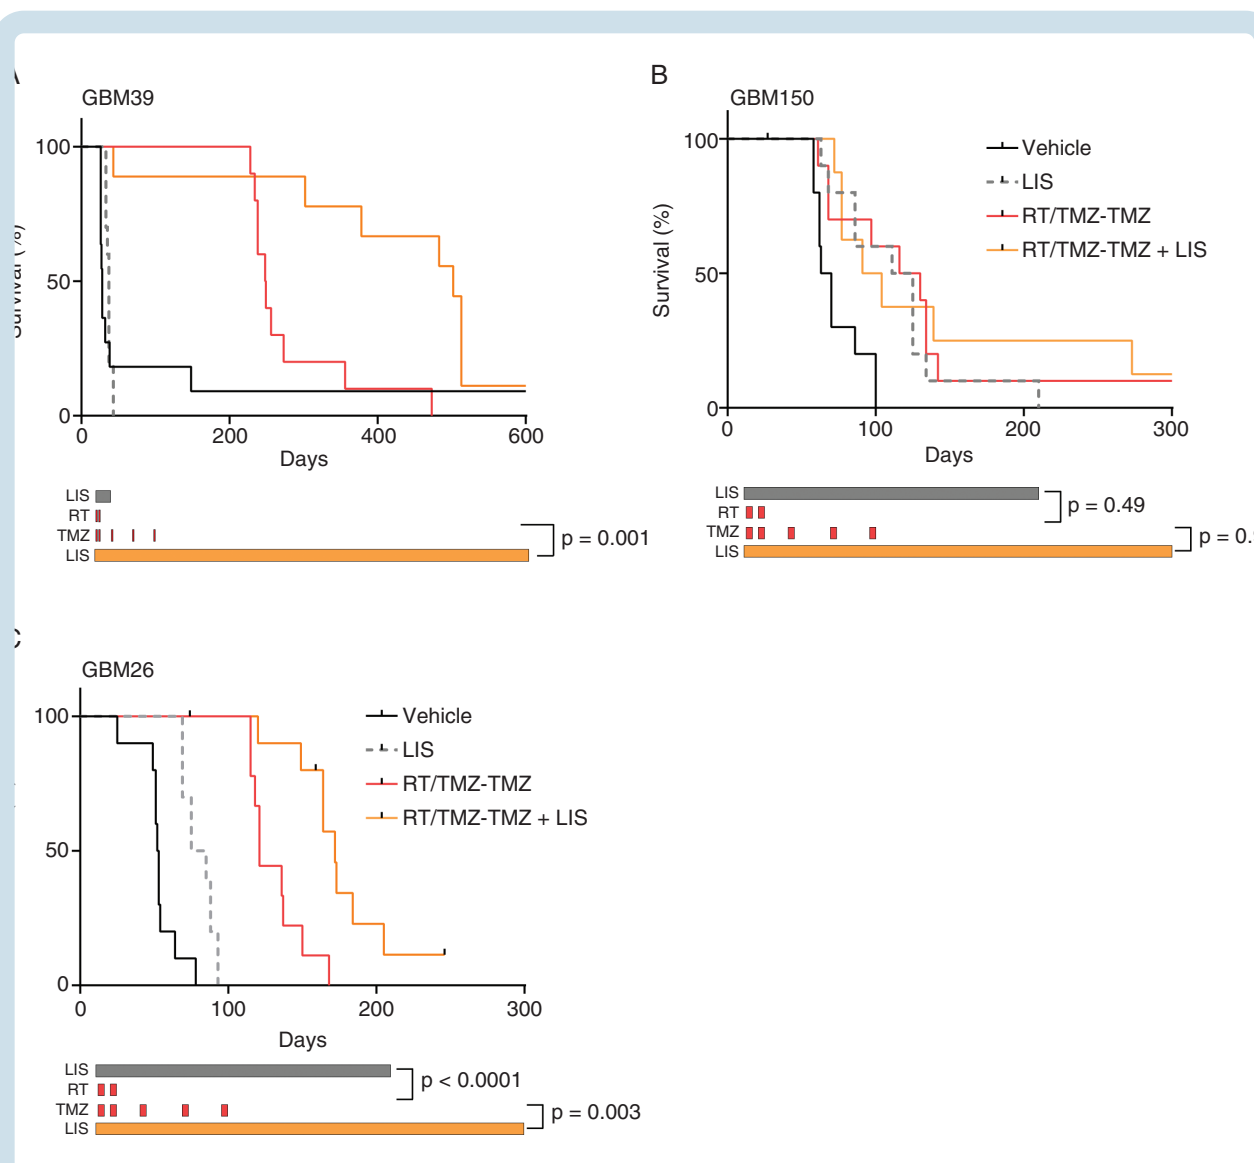 B
GBM39
GBM150
100
50
0
Survival (%)
0 200 400 600
Days
LIS
RT
TMZ
LIS
p = 0.001
100
50
0
Survival (%)
0 100 200 300
Days
Vehicle
LIS
RT/TMZ-TMZ
RT/TMZ-TMZ + LIS
LIS
RT
TMZ
LIS
p = 0.49
p = 0.
GBM26
100
50
0
0 100 200 300
Days
Vehicle
LIS
RT/TMZ-TMZ
RT/TMZ-TMZ + LIS
LIS
RT
TMZ
LIS
p < 0.0001
p = 0.003